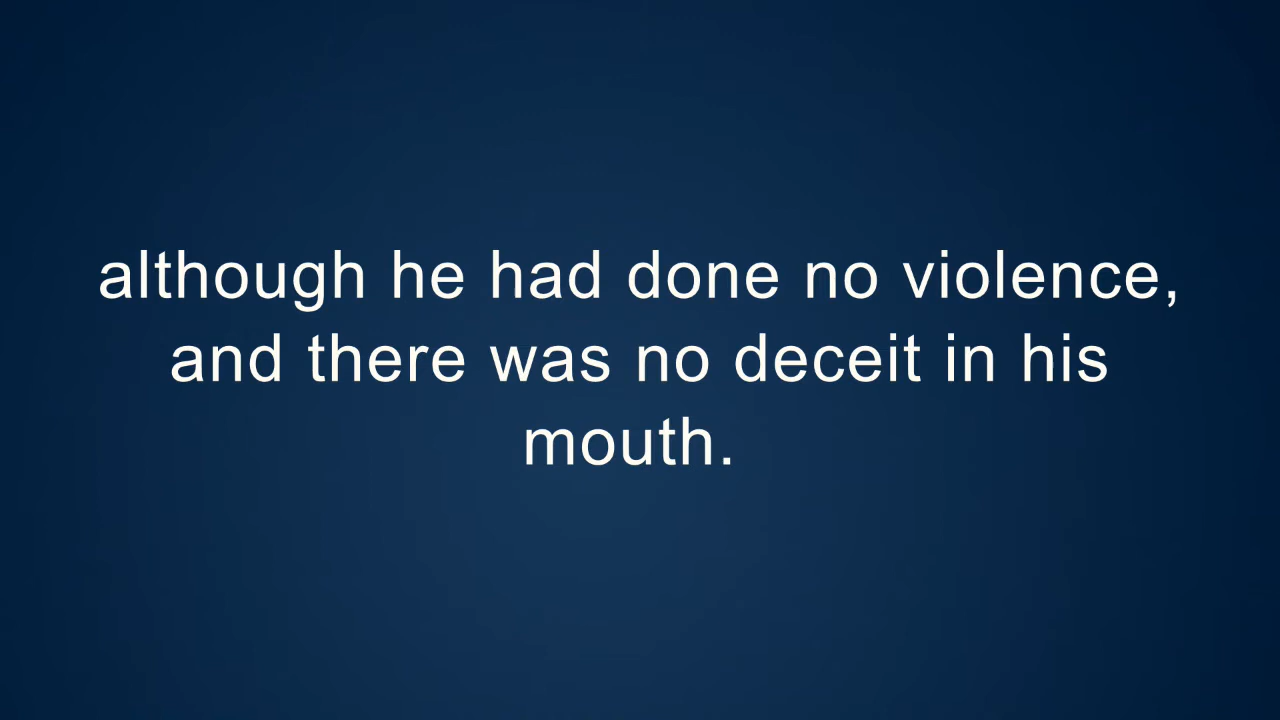 although he had done no violence,
and there was no deceit in his
mouth.